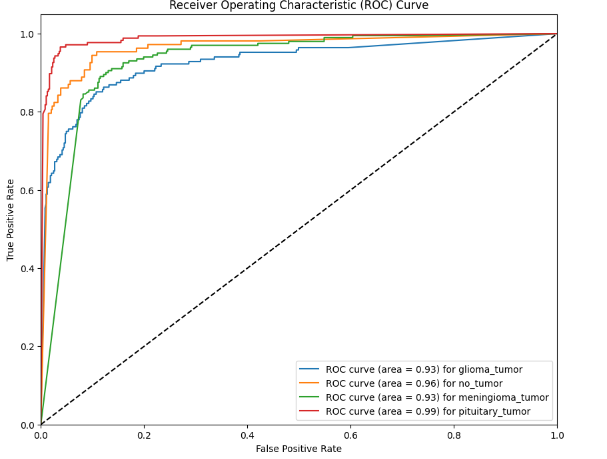 Receiver Operating Characteristic (ROC) Curve
1.0
0.8
0.6
0.4
0.2
0.0
True Positive Rate
0.0 0.2 0.4 0.6 0.8 1.0
False Positive Rate
ROC curve (area = 0.93) for glioma_tumor
ROC curve (area = 0.96) for no_tumor
ROC curve (area = 0.93) for meningioma_tumor
ROC curve (area = 0.99) for pituitary_tumor